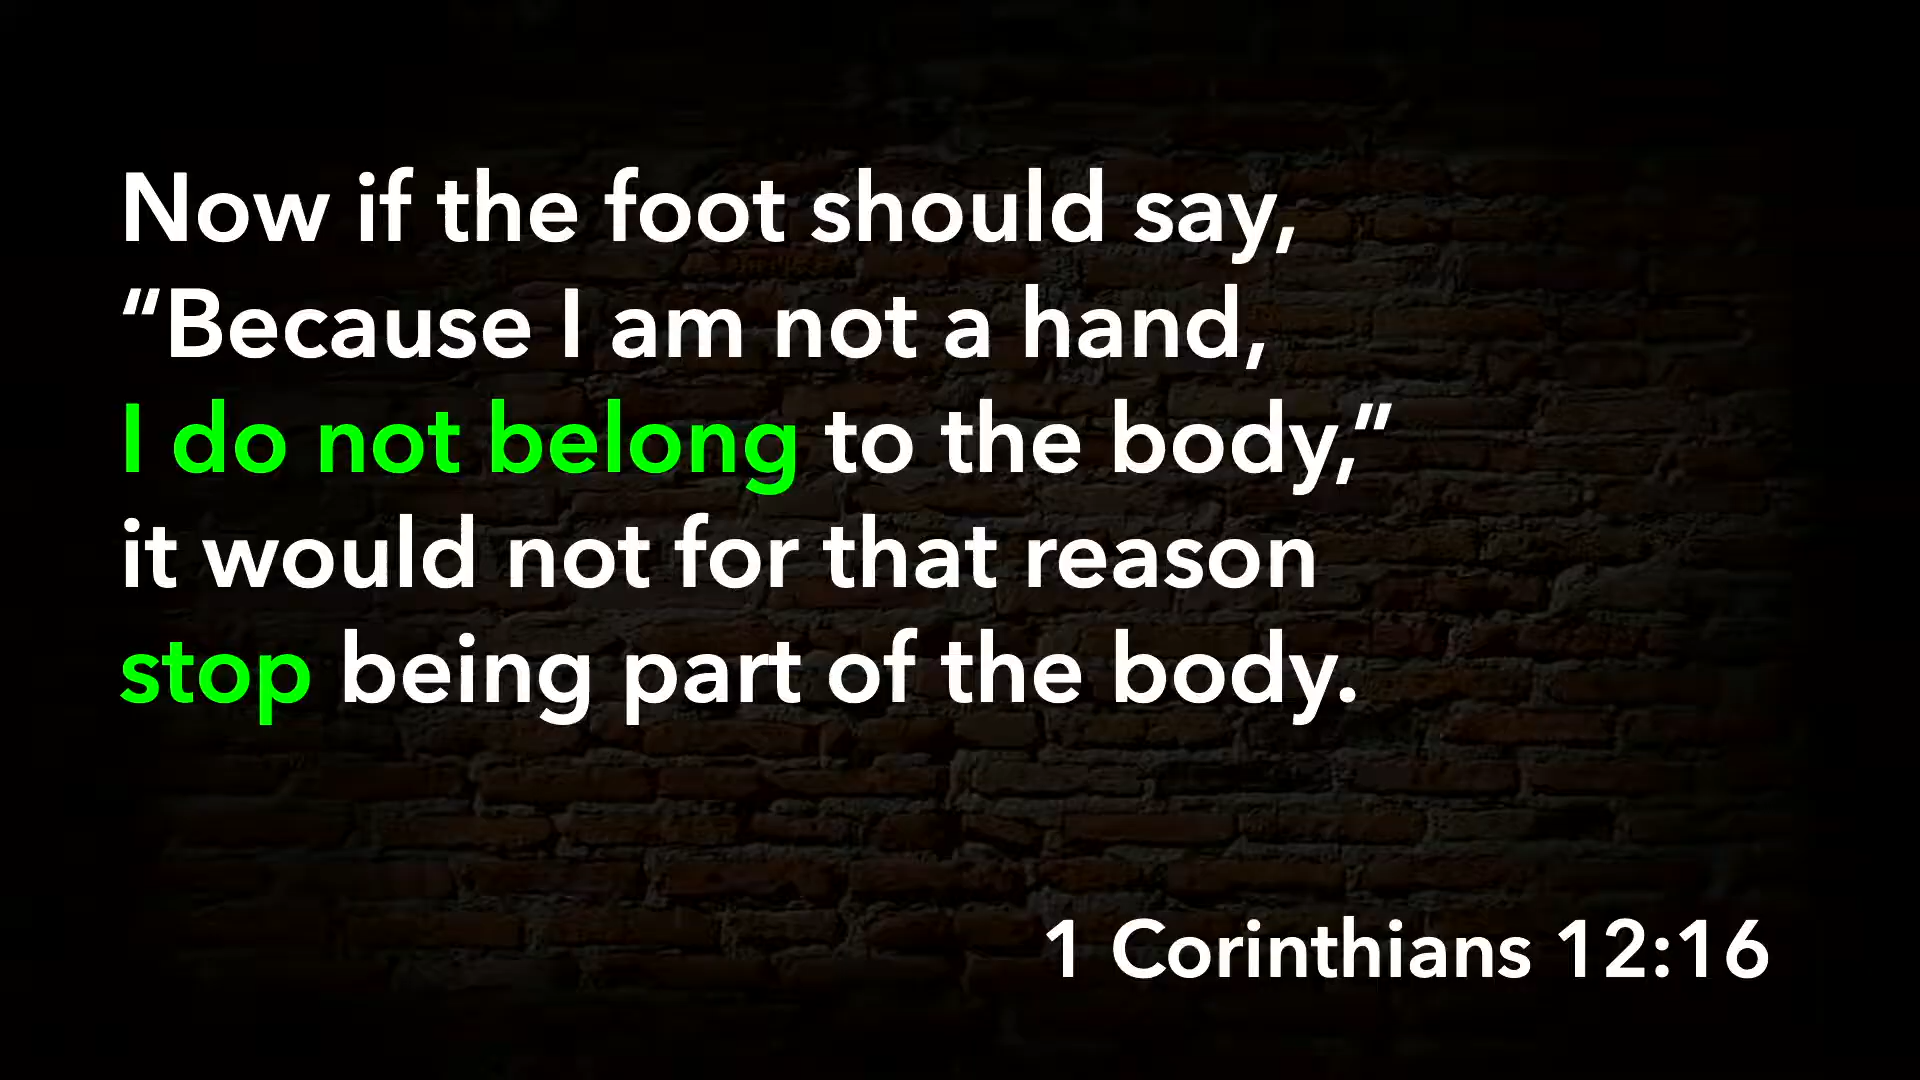 Now if the foot should say,
“Because I am not a hand,
I do not belong to the body,”
it would not for that reason
stop being part of the body.
1 Corinthians 12:16